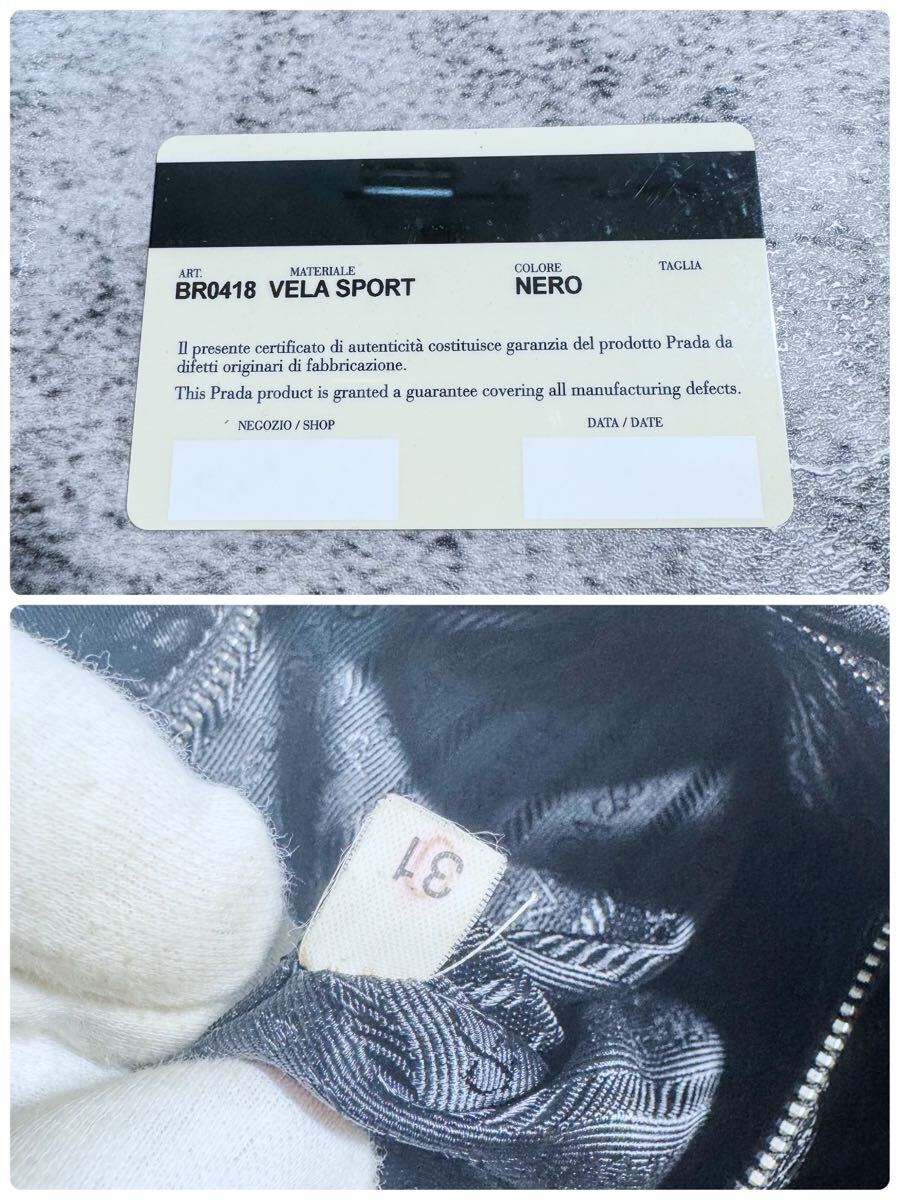 ART.
MATERIALE
COLORE
TAGLIA
BR0418 VELA SPORT
NERO
Il presente certificato di autenticità costituisce garanzia del prodotto Prada da
difetti originari di fabbricazione.
This Prada product is granted a guarantee covering all manufacturing defects.
NEGOZIO / SHOP
DATA / DATE
31